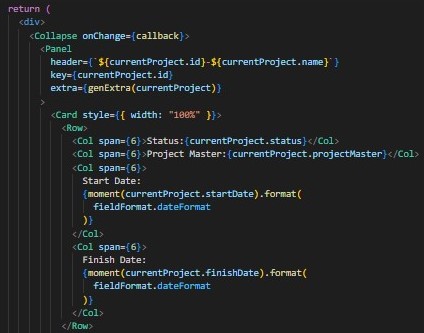 return (
<div>
<Collapse onChange={callback}>
<Panel
header={`${currentProject.id}-${currentProject.name}`}
key={currentProject.id}
extra={genExtra(currentProject)}
>
<Card style={{ width: "100%" }}>
<Row>
<Col span={6}>Status:{currentProject.status}</Col>
<Col span={6}>Project Master:{currentProject.projectMaster}</Col>
<Col span={6}>
Start Date:
{moment(currentProject.startDate).format(
fieldFormat.dateFormat
)}
</Col>
<Col span={6}>
Finish Date:
{moment(currentProject.finishDate).format(
fieldFormat.dateFormat
)}
</Col>
</Row>